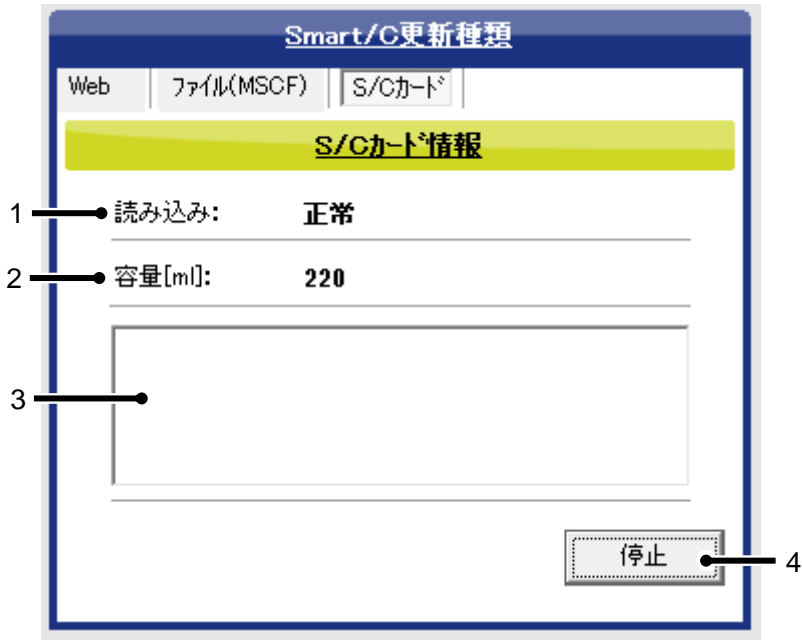 Smart/C更新種類
Web ファイル(MSCF) S/Cカード
S/Cカード情報
1 読み込み: 正常
2 容量[ml]: 220
3
停止 4